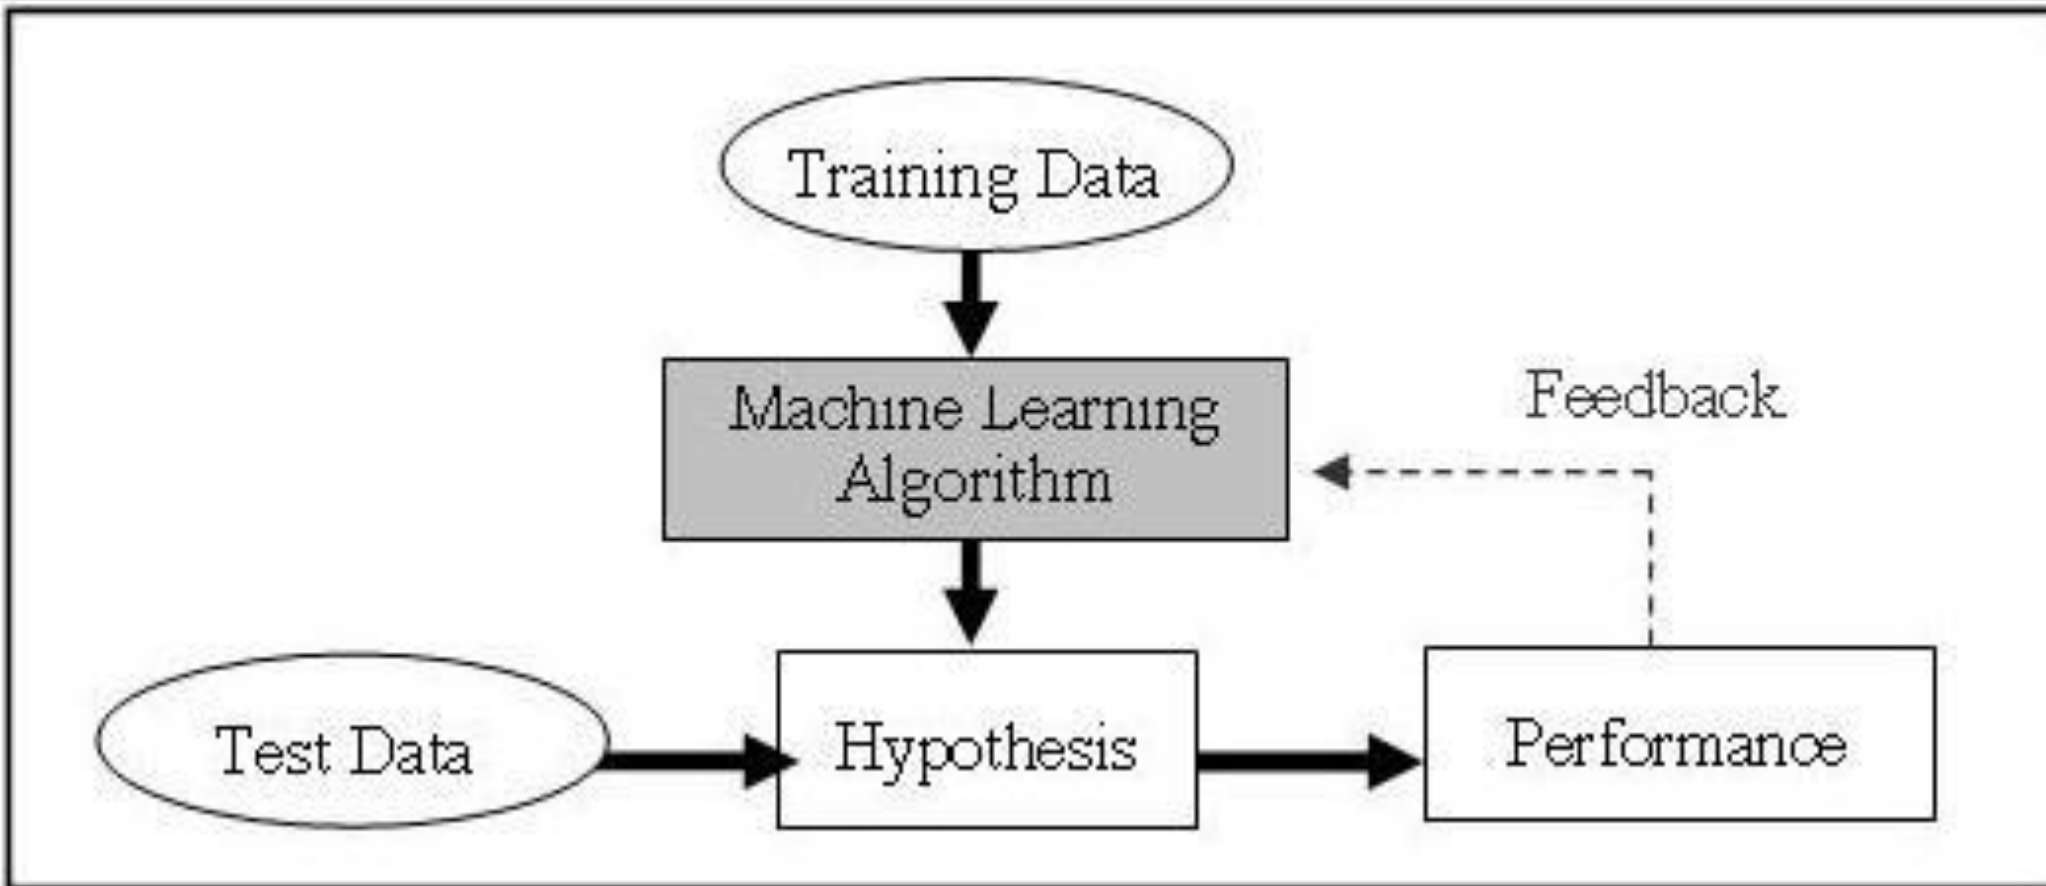 Training Data
Machine Learning
Algorithm
Feedback
Test Data
Hypothesis
Performance